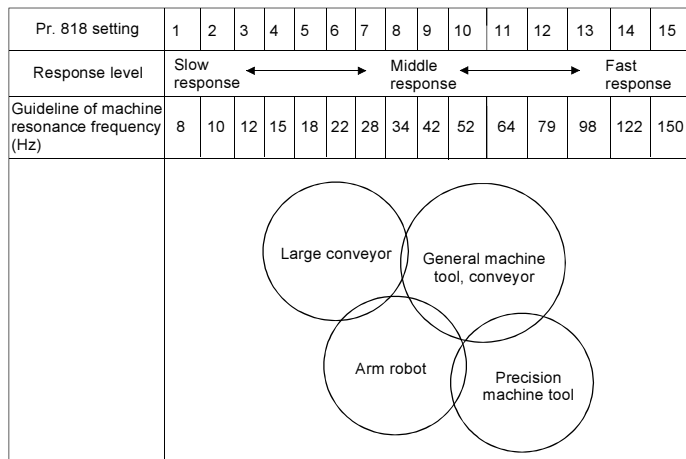 Pr. 818 setting 1 2 3 4 5 6 7 8 9 10 11 12 13 14 15
Response level Slow response Middle response Fast response
Guideline of machine
resonance frequency
(Hz) 8 10 12 15 18 22 28 34 42 52 64 79 98 122 150
Large conveyor
General machine
tool, conveyor
Arm robot
Precision
machine tool